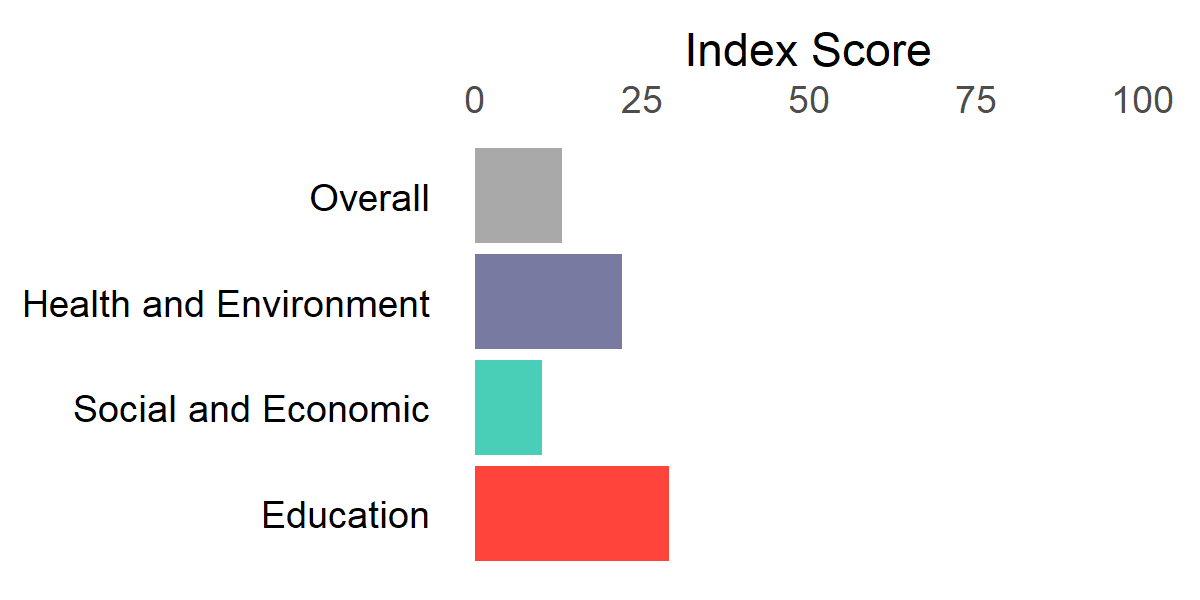 Index Score
0 25 50 75 100
Overall
Health and Environment
Social and Economic
Education